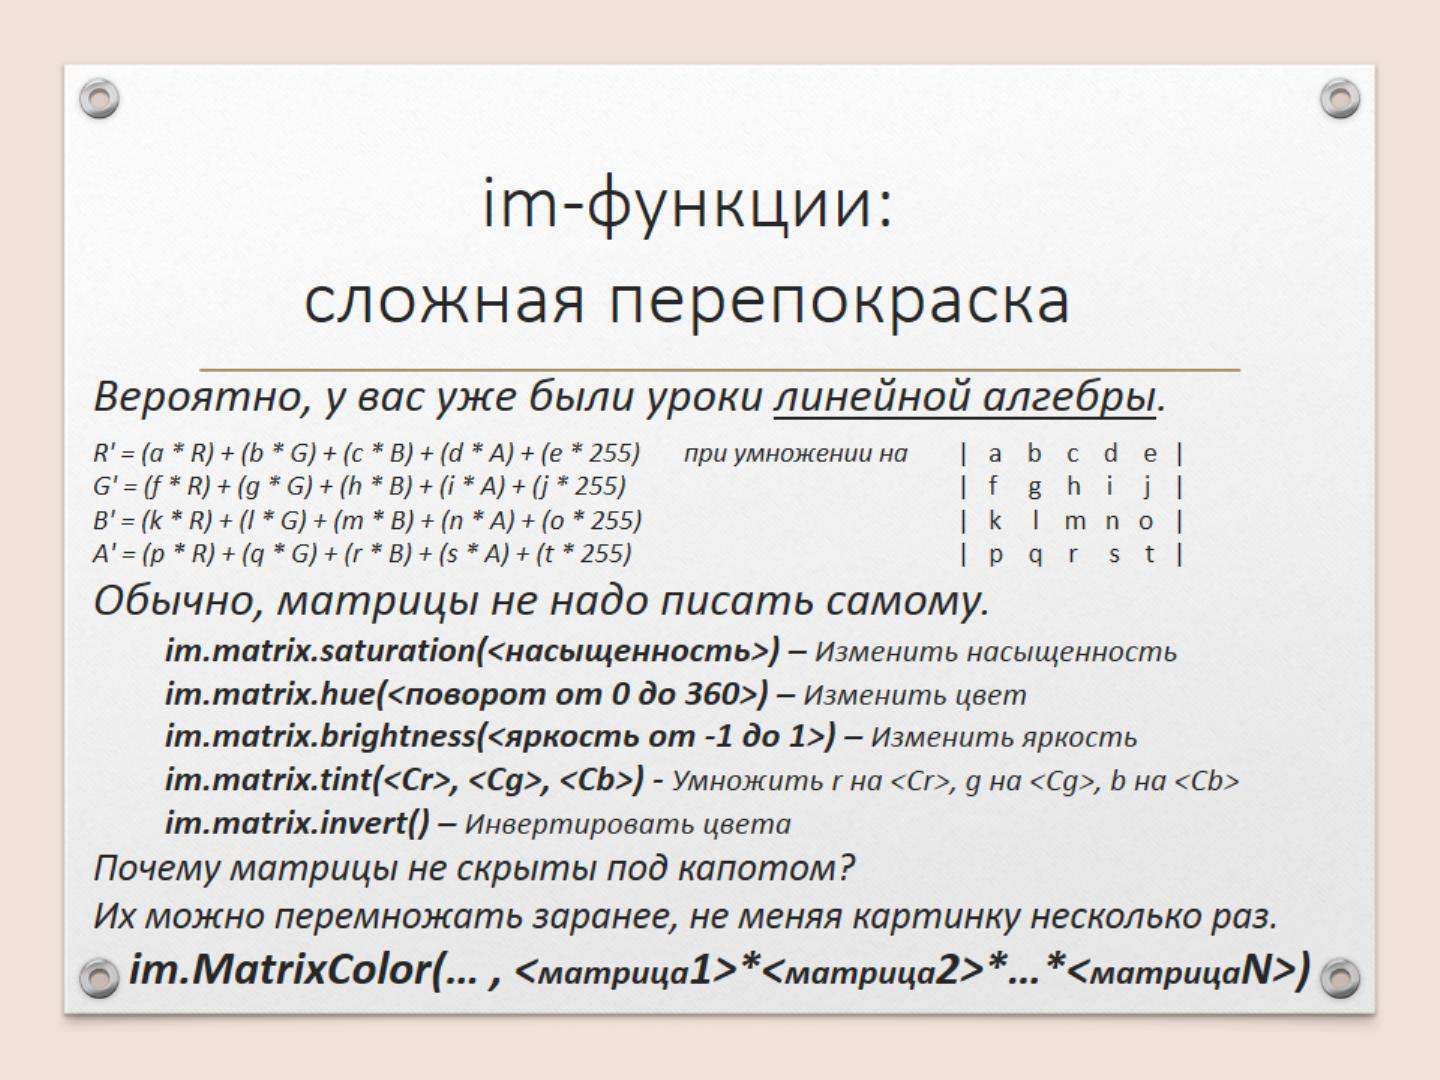 im-функции:
сложная перепокраска
Вероятно, у вас уже были уроки линейной алгебры.
R' = (a * R) + (b * G) + (c * B) + (d * A) + (e * 255) при умножении на | a b c d e |
G' = (f * R) + (g * G) + (h * B) + (i * A) + (j * 255) | f g h i j |
B' = (k * R) + (l * G) + (m * B) + (n * A) + (o * 255) | k l m n o |
A' = (p * R) + (q * G) + (r * B) + (s * A) + (t * 255) | p q r s t |
Обычно, матрицы не надо писать самому.
im.matrix.saturation(<насыщенность>) – Изменить насыщенность
im.matrix.hue(<поворот от 0 до 360>) – Изменить цвет
im.matrix.brightness(<яркость от -1 до 1>) – Изменить яркость
im.matrix.tint(<Cr>, <Cg>, <Cb>) - Умножить r на <Cr>, g на <Cg>, b на <Cb>
im.matrix.invert() – Инвертировать цвета
Почему матрицы не скрыты под капотом?
Их можно перемножать заранее, не меняя картинку несколько раз.
im.MatrixColor(… , <матрица1>*<матрица2>*…*<матрицаN>)